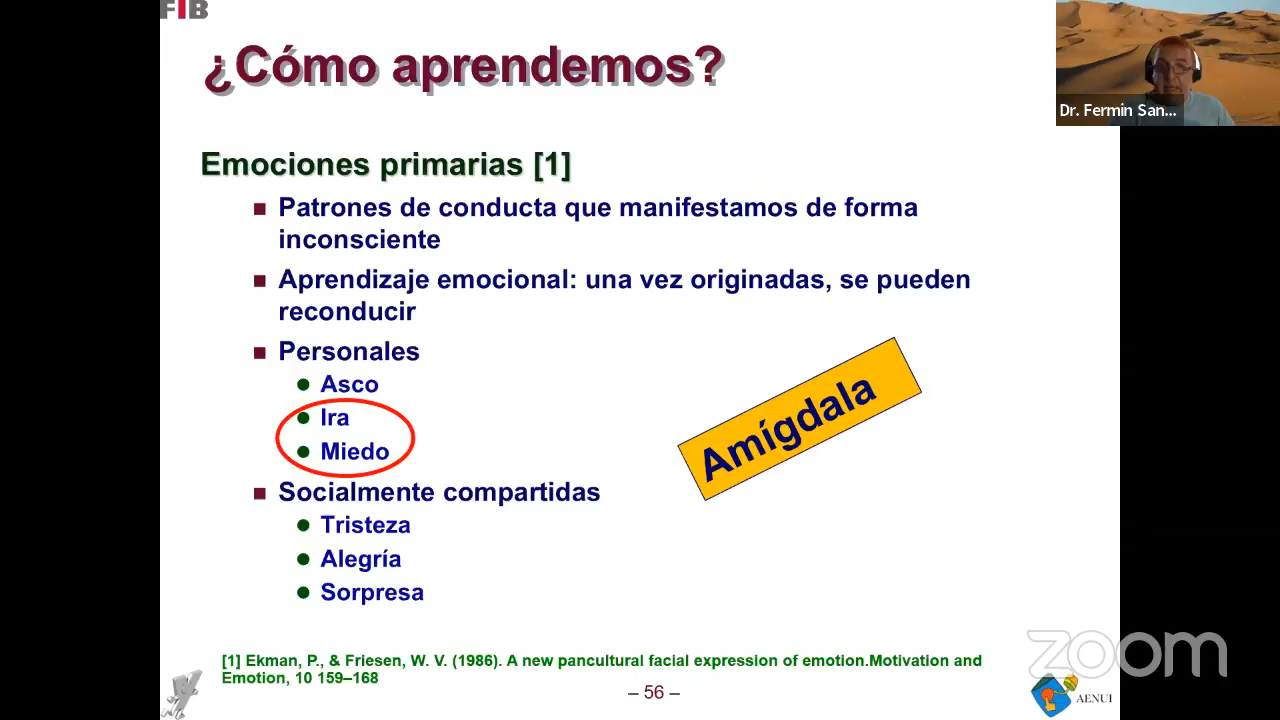 FIB
¿Cómo aprendemos?
Dr. Fermin San...
Emociones primarias [1]
Patrones de conducta que manifestamos de forma
inconsciente
Aprendizaje emocional: una vez originadas, se pueden
reconducir
Personales
Asco
Ira
Miedo
Amígdala
Socialmente compartidas
Tristeza
Alegría
Sorpresa
[1] Ekman, P., & Friesen, W. V. (1986). A new pancultural facial expression of emotion.Motivation and
Emotion, 10 159–168
– 56 –
zoom
AENUI